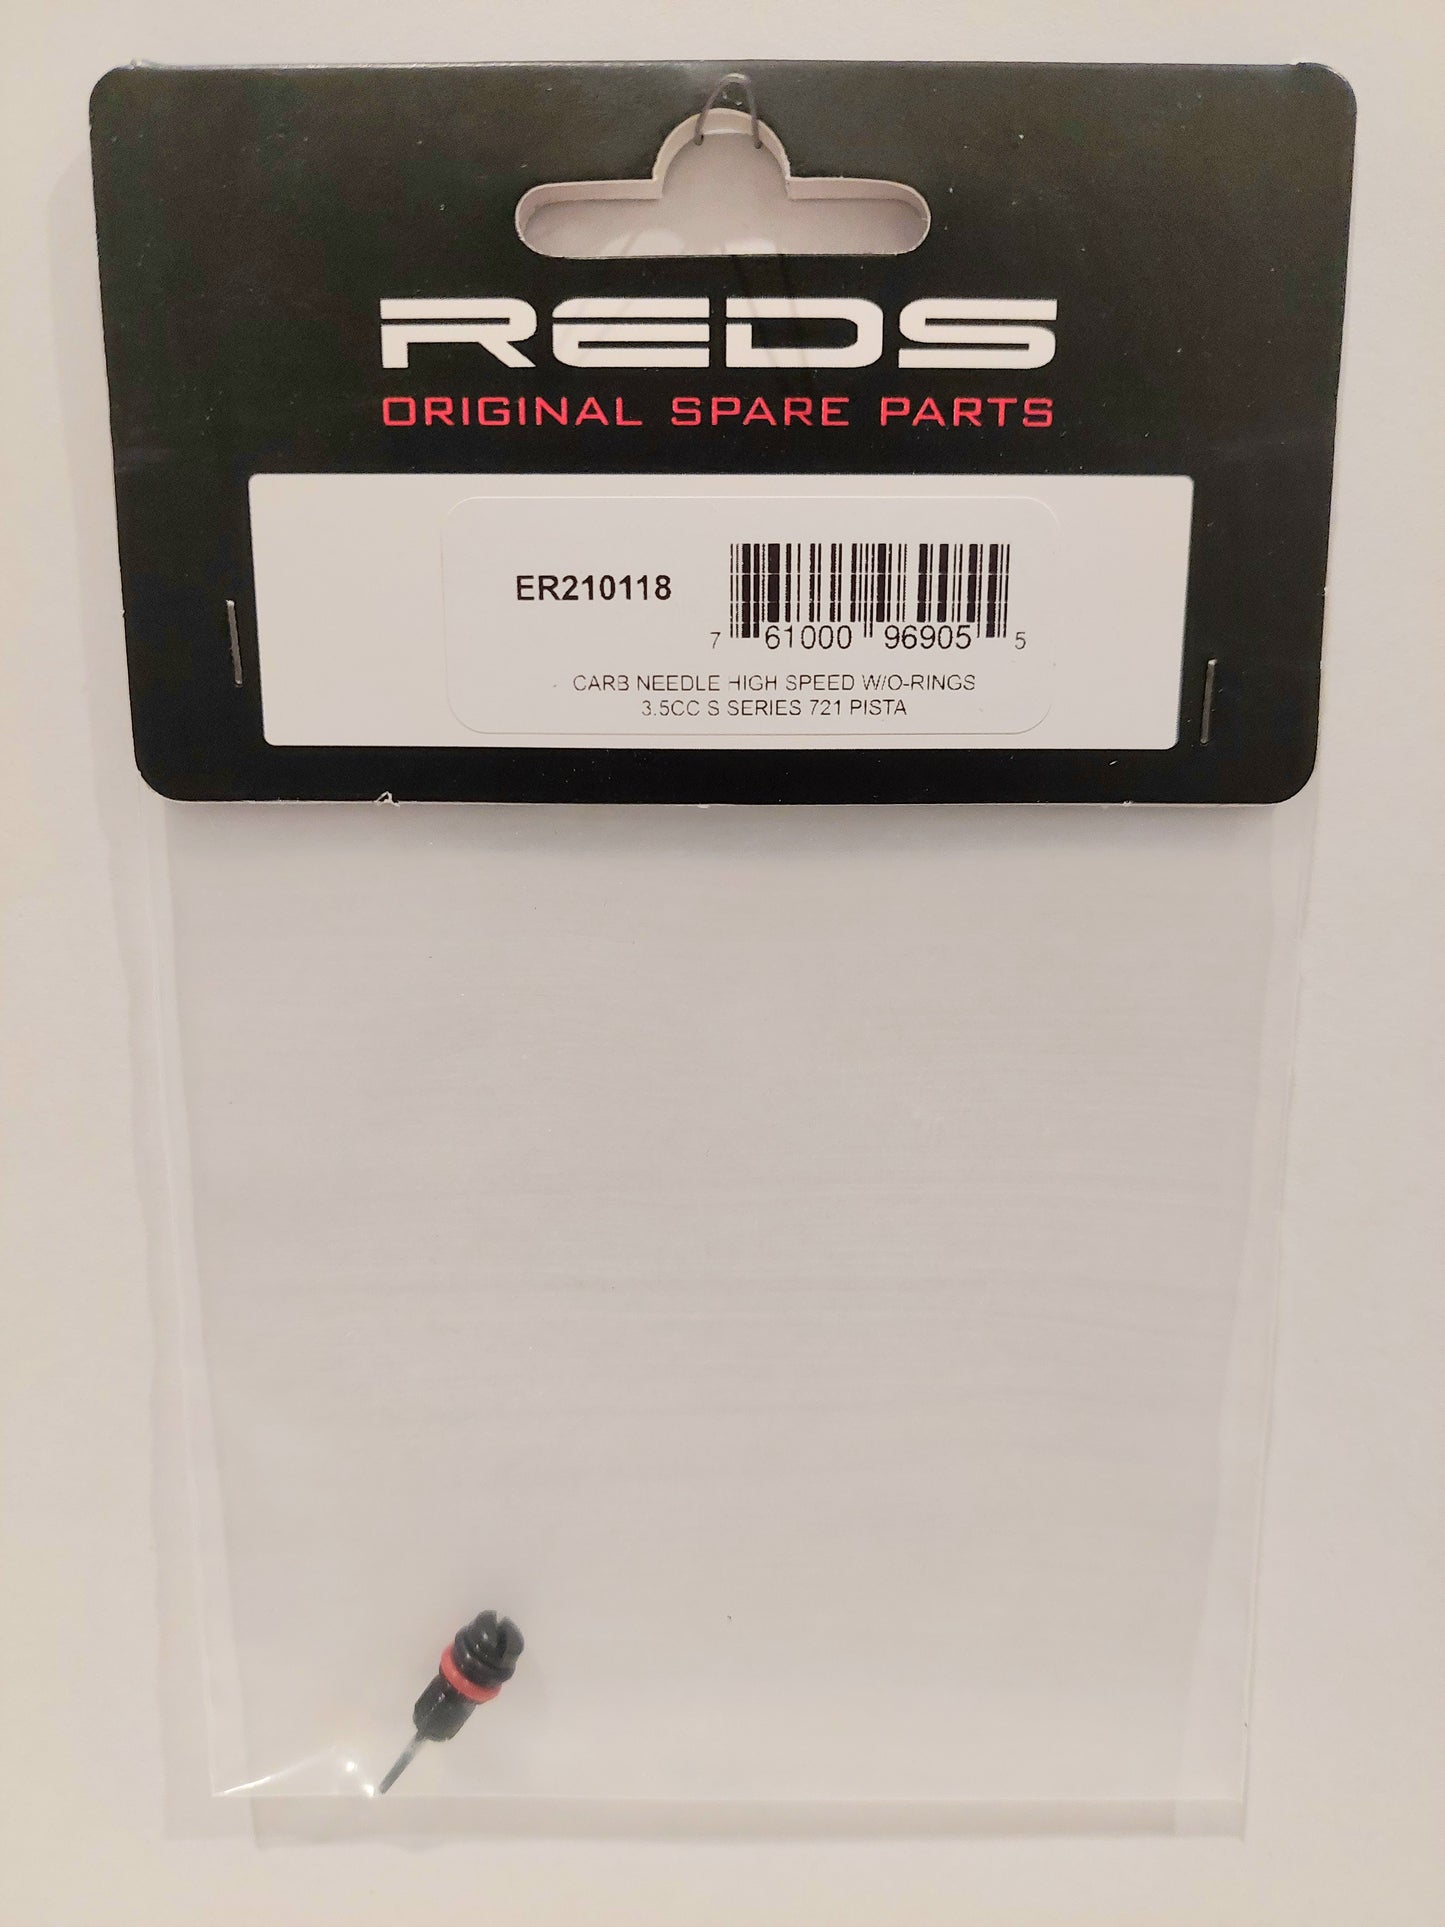 REDS
ORIGINAL SPARE PARTS
ER210118
7 61000 96905 5
CARB NEEDLE HIGH SPEED W/O-RINGS
3.5CC S SERIES 721 PISTA